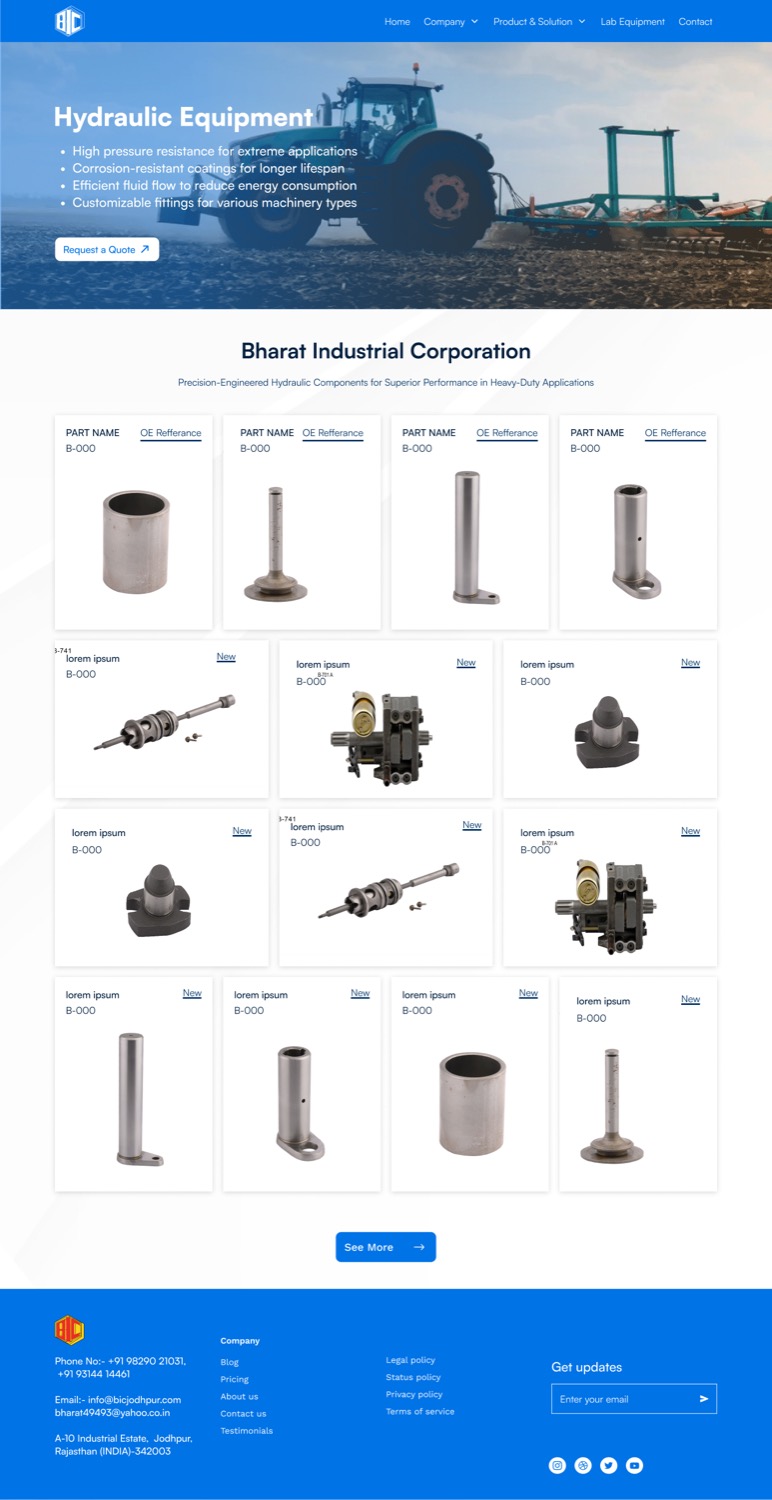 BIC
Home Company Product & Solution Lab Equipment Contact
Hydraulic Equipment
• High pressure resistance for extreme applications
• Corrosion-resistant coatings for longer lifespan
• Efficient fluid flow to reduce energy consumption
• Customizable fittings for various machinery types
Request a Quote
Bharat Industrial Corporation
Precision-Engineered Hydraulic Components for Superior Performance in Heavy-Duty Applications
PART NAME OE Refferance
B-000
PART NAME OE Refferance
B-000
PART NAME OE Refferance
B-000
PART NAME OE Refferance
B-000
-741
lorem ipsum New
B-000
lorem ipsum New
B-000
B-701 A
lorem ipsum New
B-000
lorem ipsum New
B-000
-741
lorem ipsum New
B-000
lorem ipsum New
B-000
B-701 A
lorem ipsum New
B-000
lorem ipsum New
B-000
lorem ipsum New
B-000
lorem ipsum New
B-000
See More
BIC
Phone No:- +91 98290 21031,
+91 93144 14461
Email:- info@bicjodhpur.com
bharat49493@yahoo.co.in
A-10 Industrial Estate, Jodhpur,
Rajasthan (INDIA)-342003
Company
Blog
Pricing
About us
Contact us
Testimonials
Legal policy
Status policy
Privacy policy
Terms of service
Get updates
Enter your email